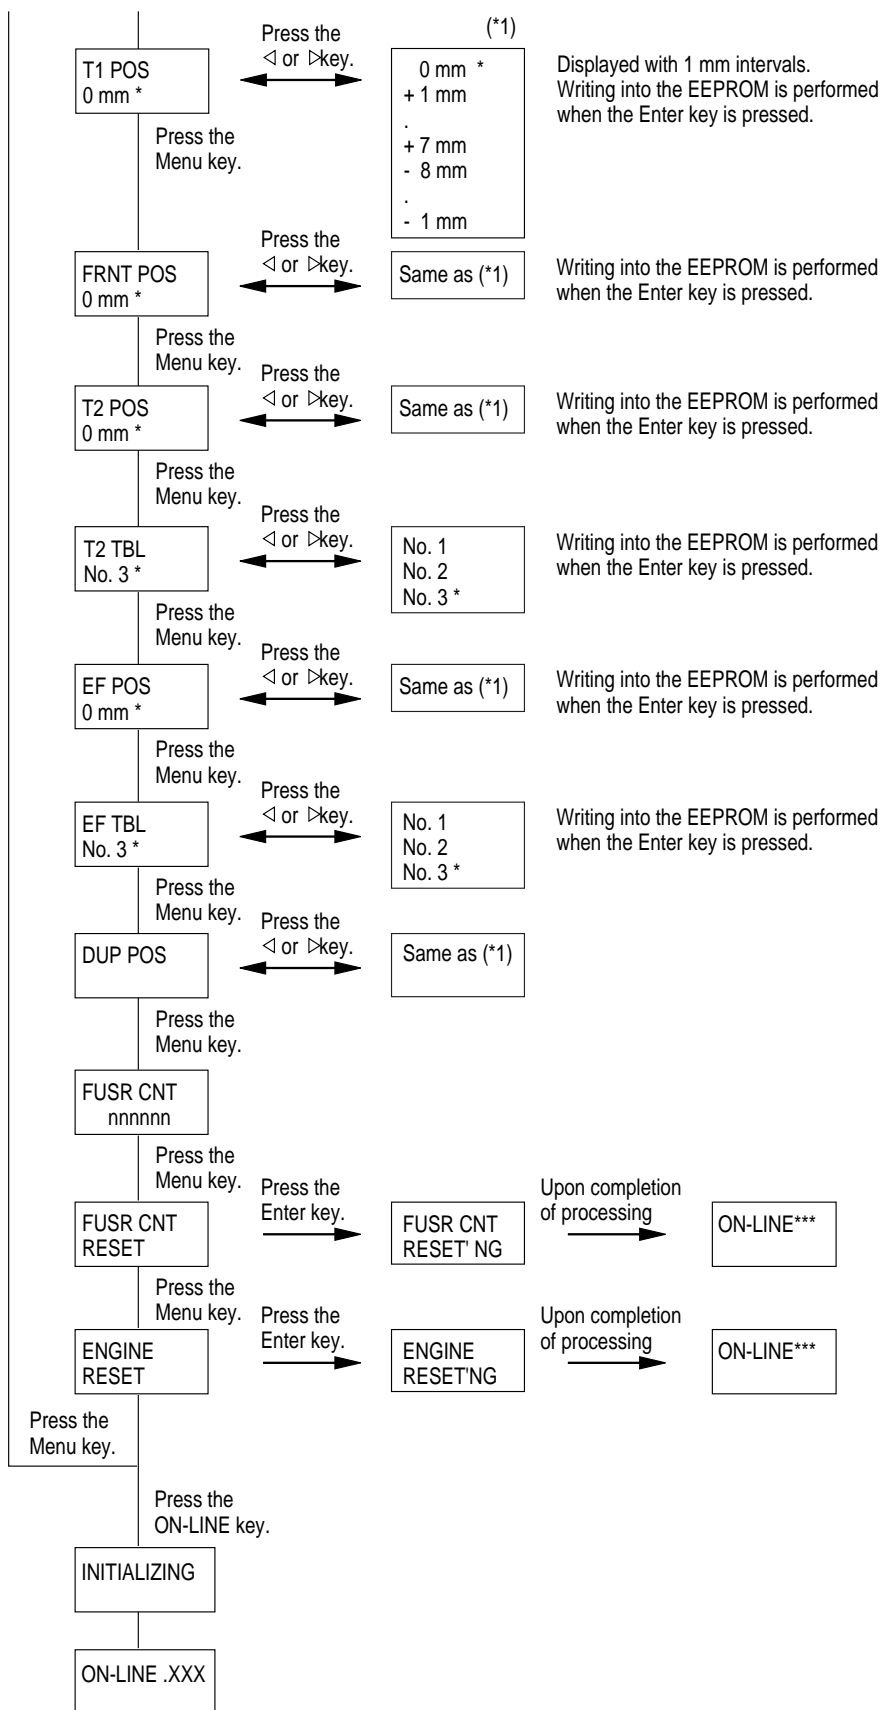 (*1)
Press the
◁ or ▷key.
T1 POS
0 mm *
0 mm *
+ 1 mm
.
+ 7 mm
- 8 mm
.
- 1 mm
Displayed with 1 mm intervals.
Writing into the EEPROM is performed
when the Enter key is pressed.
Press the
Menu key.
Press the
◁ or ▷key.
FRNT POS
0 mm *
Same as (*1)
Writing into the EEPROM is performed
when the Enter key is pressed.
Press the
Menu key.
Press the
◁ or ▷key.
T2 POS
0 mm *
Same as (*1)
Writing into the EEPROM is performed
when the Enter key is pressed.
Press the
Menu key.
Press the
◁ or ▷key.
T2 TBL
No. 3 *
No. 1
No. 2
No. 3 *
Writing into the EEPROM is performed
when the Enter key is pressed.
Press the
Menu key.
Press the
◁ or ▷key.
EF POS
0 mm *
Same as (*1)
Writing into the EEPROM is performed
when the Enter key is pressed.
Press the
Menu key.
Press the
◁ or ▷key.
EF TBL
No. 3 *
No. 1
No. 2
No. 3 *
Writing into the EEPROM is performed
when the Enter key is pressed.
Press the
Menu key.
Press the
◁ or ▷key.
DUP POS
Same as (*1)
Press the
Menu key.
FUSR CNT
nnnnnn
Press the
Menu key.
FUSR CNT
RESET
Press the
Enter key.
FUSR CNT
RESET' NG
Upon completion
of processing
ON-LINE***
Press the
Menu key.
ENGINE
RESET
Press the
Enter key.
ENGINE
RESET'NG
Upon completion
of processing
ON-LINE***
Press the
Menu key.
Press the
ON-LINE key.
INITIALIZING
ON-LINE .XXX